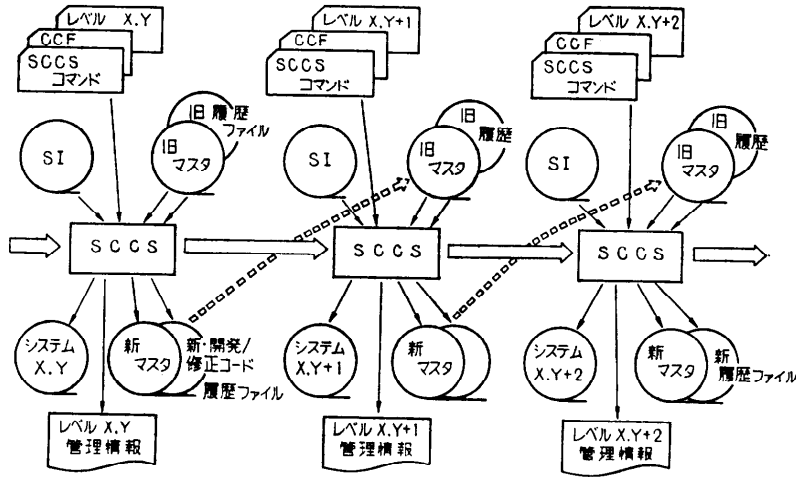 レベル X.Y
CCF
SCCS
コマンド
SI
旧 履歴
ファイル
旧
マスタ
SCCS
システム
X.Y
新
マスタ
新・開発/
修正コード
履歴ファイル
レベル X.Y
管理情報
レベル X.Y+1
CCF
SCCS
コマンド
SI
旧
履歴
旧
マスタ
SCCS
システム
X.Y+1
新
マスタ
レベル X.Y+1
管理情報
レベル X.Y+2
CCF
SCCS
コマンド
SI
旧
履歴
旧
マスタ
SCCS
システム
X.Y+2
新
マスタ
新
履歴ファイル
レベル X.Y+2
管理情報